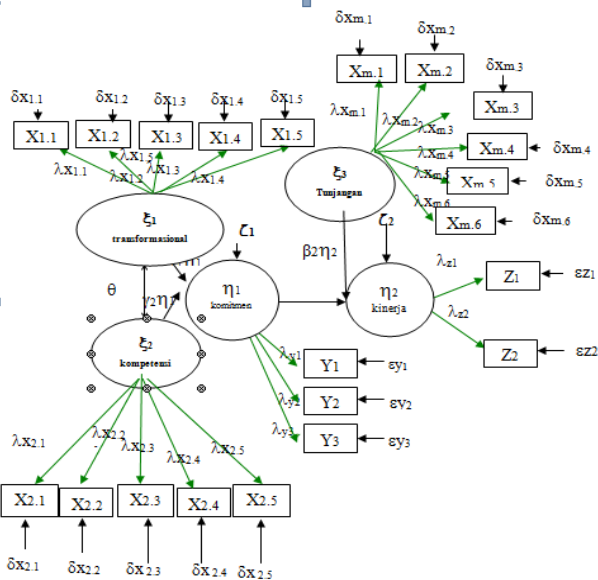 δxm.1
δxm.2
Xm.1
Xm.2
δxm.3
Xm.3
δx1.1
δx1.2
δx1.3
δx1.4
δx1.5
X1.1
X1.2
X1.3
X1.4
X1.5
λxm.1
λxm.2
λxm.3
λxm.4
λxm.5
λxm.6
Xm.4
δxm.4
Xm.5
δxm.5
Xm.6
δxm.6
λx1.1
λx1.2
λx1.5
λx1.3
λx1.4
ξ3
Tunjangan
ξ1
transformasional
ζ1
ζ2
β2η2
θ
γ2η1
η1
komitmen
η2
kinerja
λz1
Z1
εz1
λz2
Z2
εz2
ξ2
kompetensi
λy1
Y1
εy1
λy2
Y2
εy2
λy3
Y3
εy3
λx2.1
λx2.2
λx2.3
λx2.4
λx2.5
X2.1
X2.2
X2.3
X2.4
X2.5
δx2.1
δx2.2
δx2.3
δx2.4
δx2.5